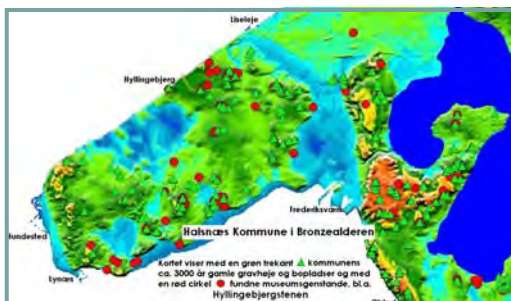 Liseleje
Hyllingebjerg
Frederiksværk
Halsnæs Kommune i Bronzealderen
Hundested
Kortet viser med en grøn trekant kommunens
ca. 3000 år gamle gravhøje og bopladser og med
en rød cirkel fundne museumsgenstande, bl.a.
Lynæs
Hyllingebjergstenen